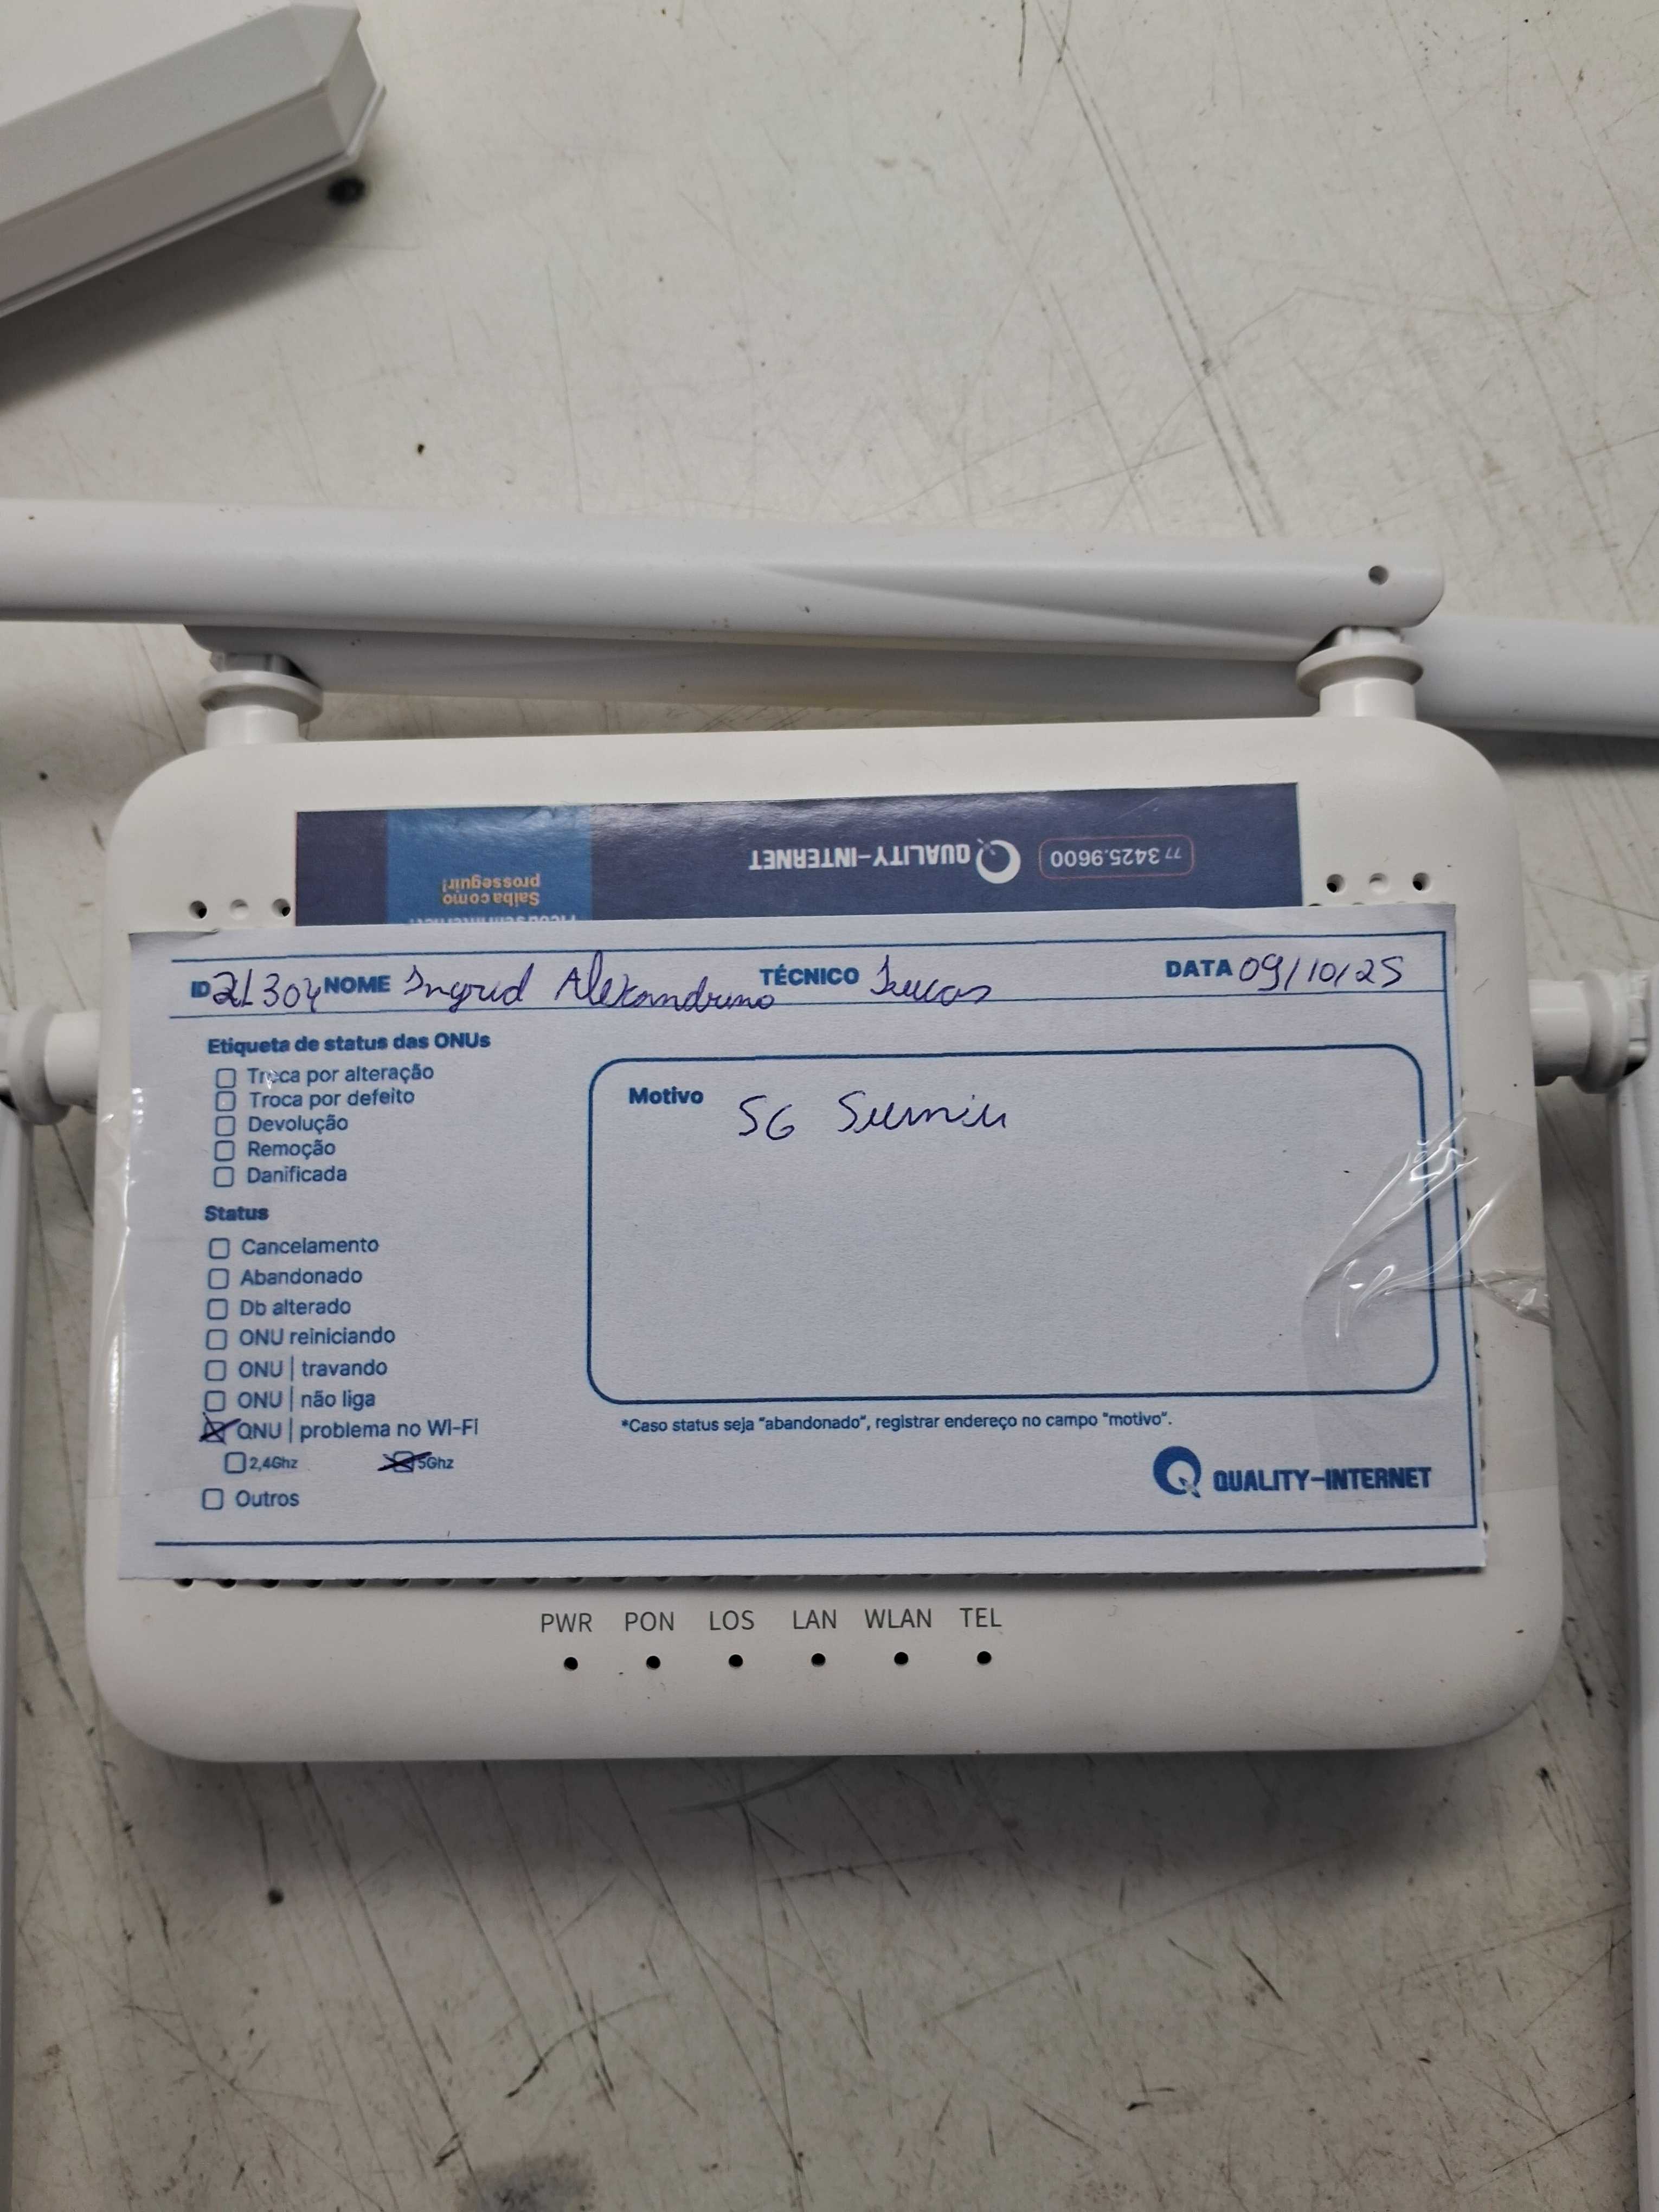 77 3425.9600
QUALITY-INTERNET
Saiba como
prosseguir!
ID 21304 NOME Ingrid Alexandrino TÉCNICO Lucas DATA 09/10/25
Etiqueta de status das ONUs
Troca por alteração
Troca por defeito
Devolução
Remoção
Danificada
Status
Cancelamento
Abandonado
Db alterado
ONU reiniciando
ONU | travando
ONU | não liga
ONU | problema no Wi-Fi
2,4Ghz 5Ghz
Outros
Motivo 5G Sumiu
*Caso status seja "abandonado", registrar endereço no campo "motivo".
QUALITY-INTERNET
PWR PON LOS LAN WLAN TEL